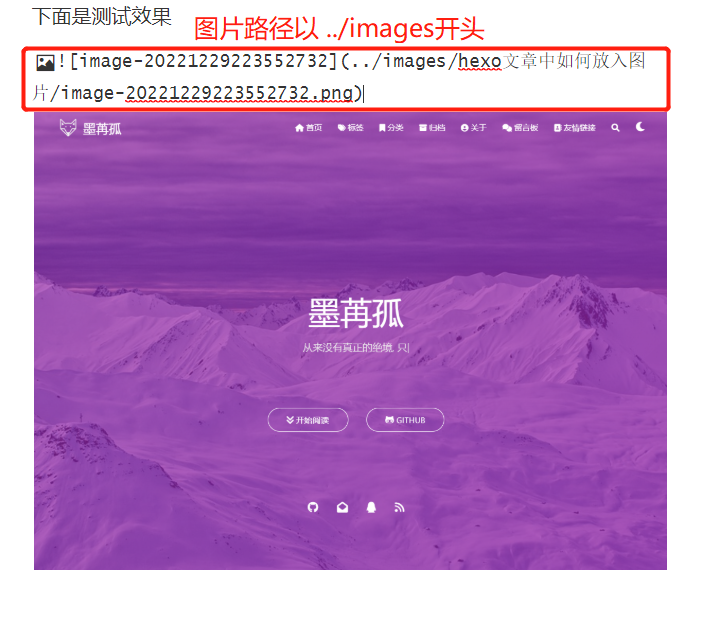 下面是测试效果
图片路径以 ../images开头
![image-20221229223552732](../images/hexo文章中如何放入图
片/image-20221229223552732.png)
墨苒孤
首页 标签 分类 归档 关于 留言板 友情链接
墨苒孤
从来没有真正的绝境, 只|
开始阅读 GITHUB